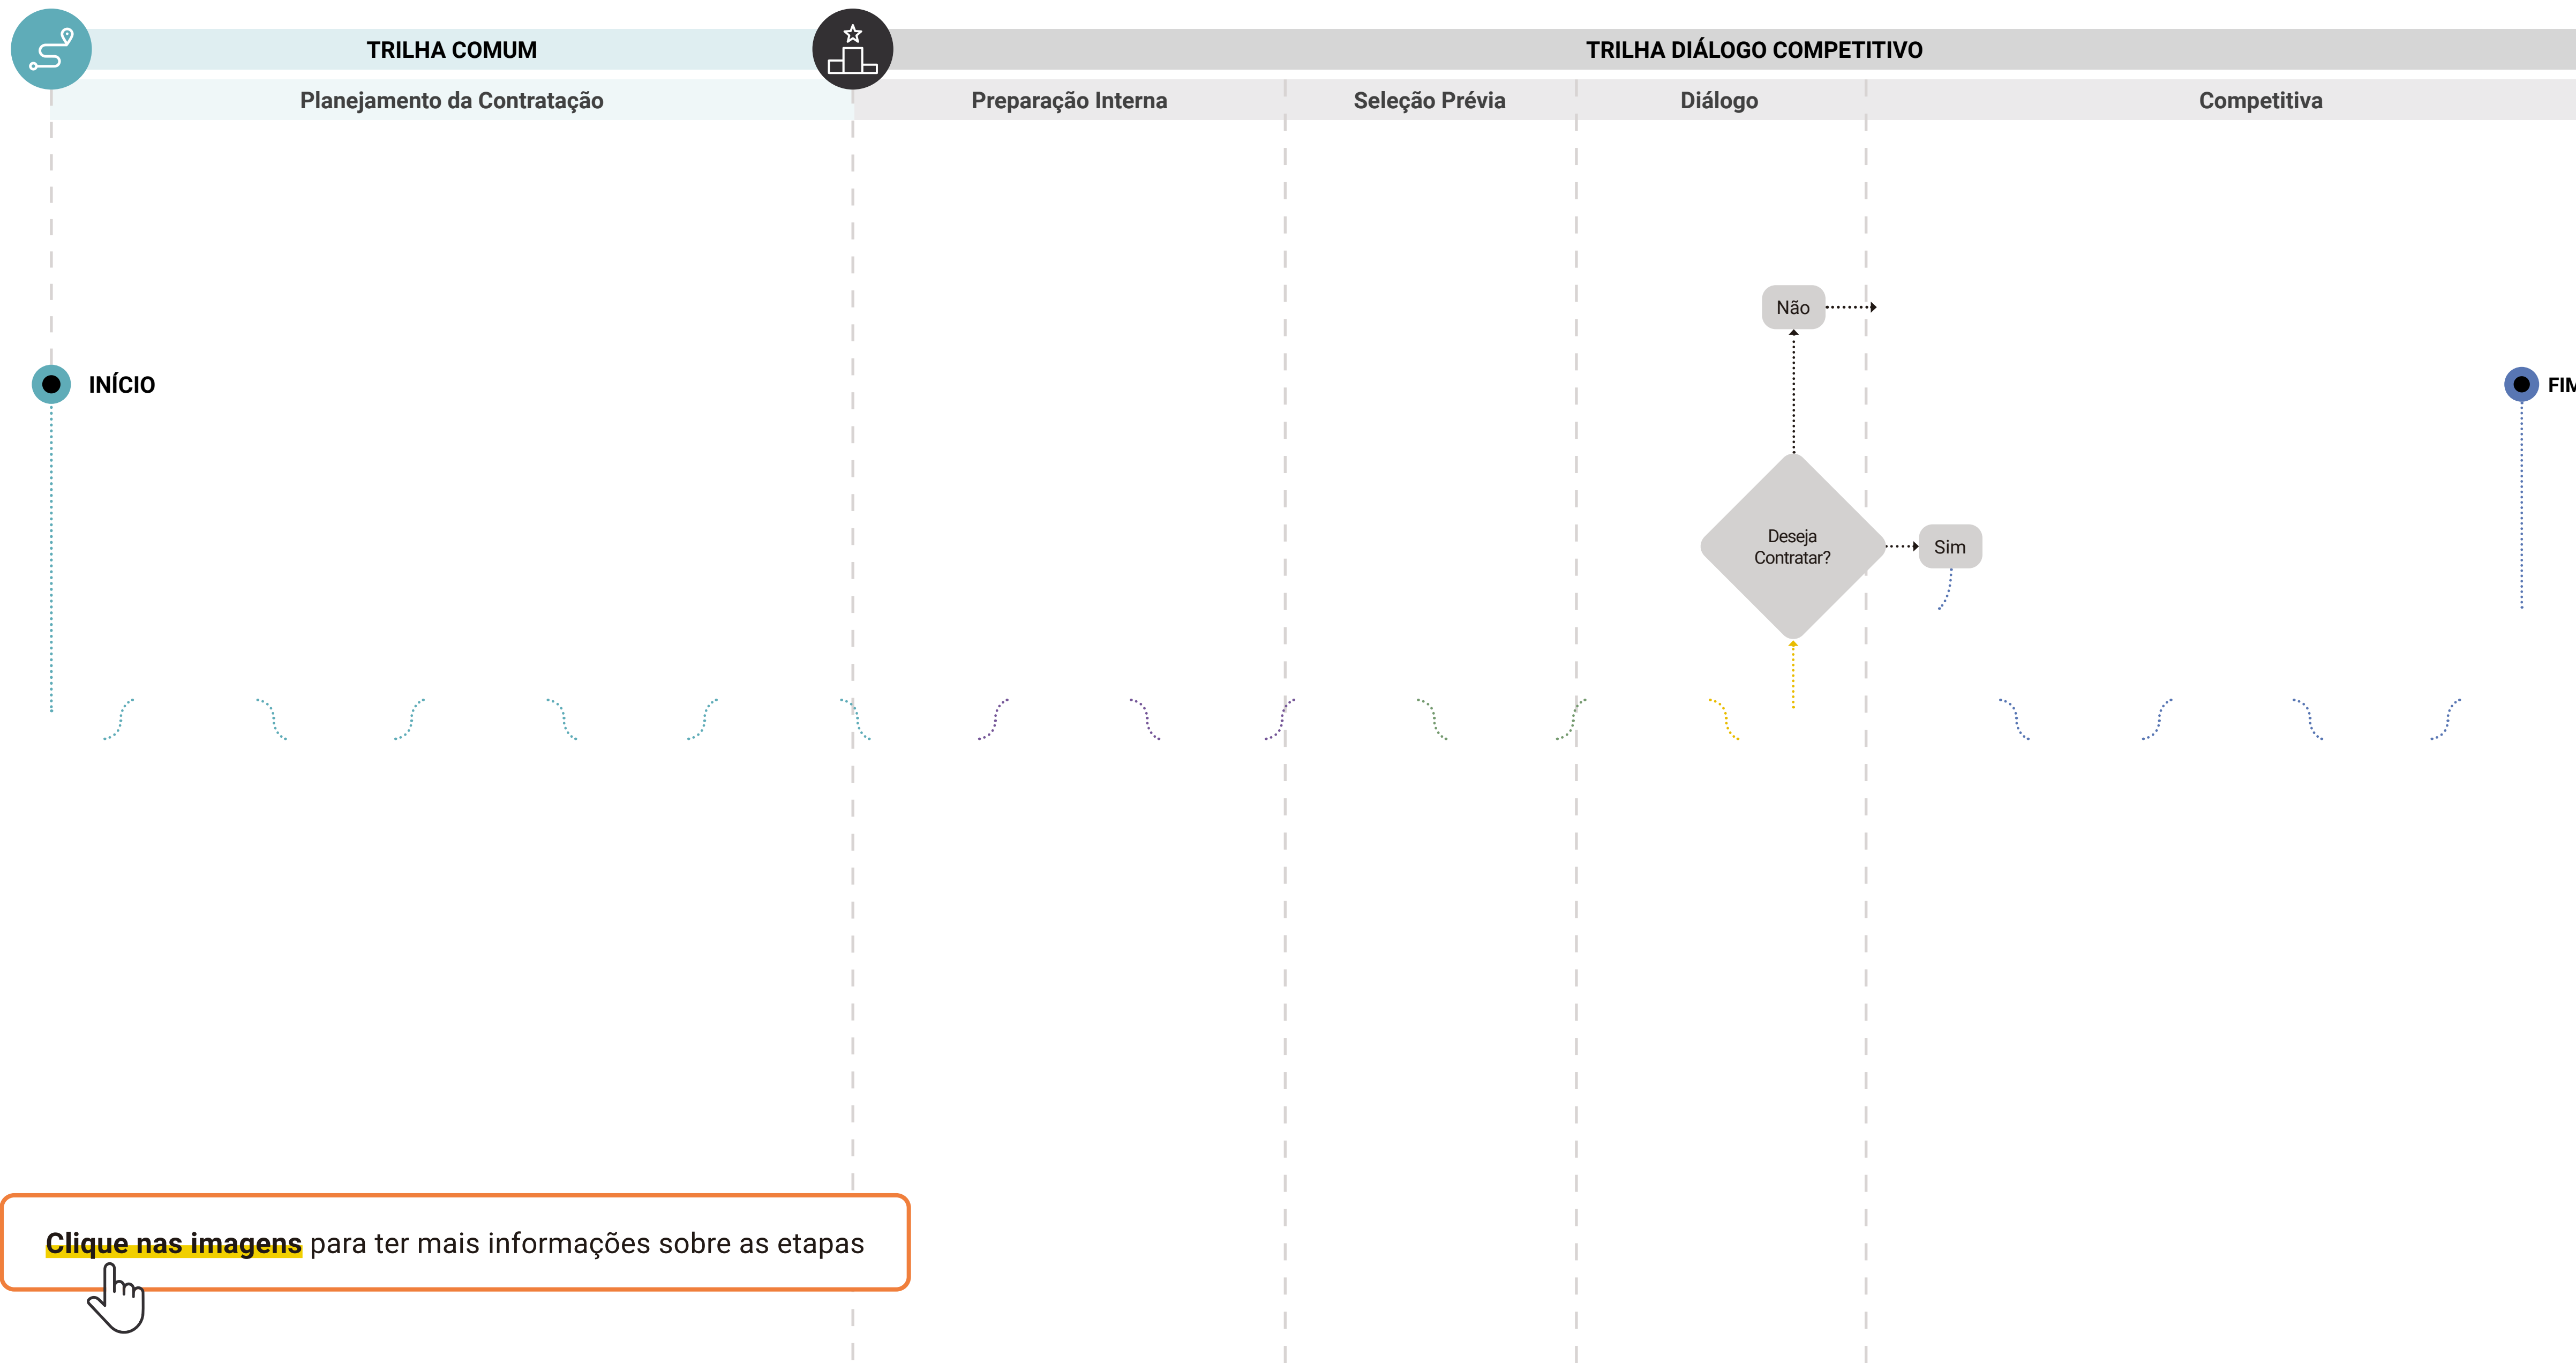 TRILHA COMUM
TRILHA DIÁLOGO COMPETITIVO
Planejamento da Contratação
Preparação Interna
Seleção Prévia
Diálogo
Competitiva
Não
INÍCIO
FIM
Deseja
Contratar?
Sim
Clique nas imagens para ter mais informações sobre as etapas